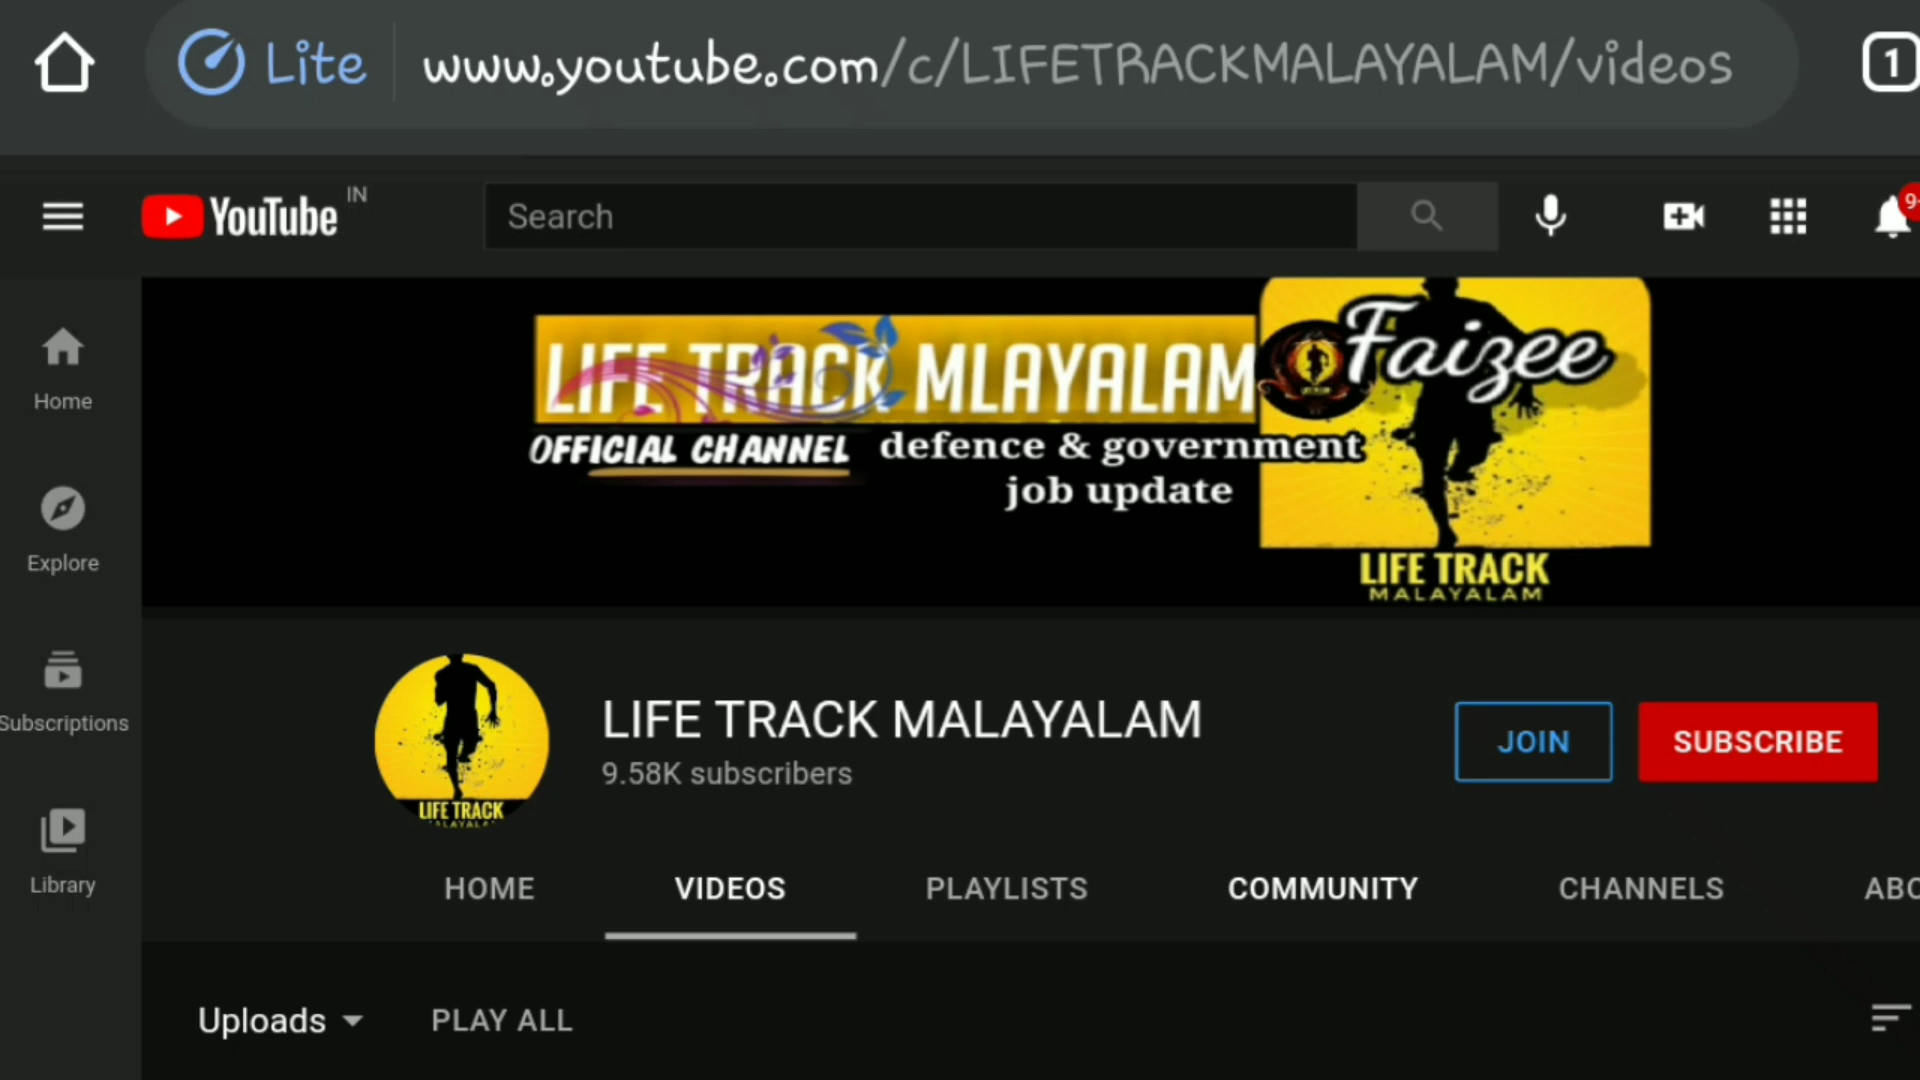 Lite www.youtube.com/c/LIFETRACKMALAYALAM/videos 1
YouTube IN
Search
9
LIFE TRACK MLAYALAM
Faizee
OFFICIAL CHANNEL
defence & government
job update
LIFE TRACK
MALAYALAM
Home
Explore
Subscriptions
Library
LIFE TRACK
MALAYALAM
LIFE TRACK MALAYALAM
9.58K subscribers
JOIN
SUBSCRIBE
HOME VIDEOS PLAYLISTS COMMUNITY CHANNELS ABO
Uploads PLAY ALL